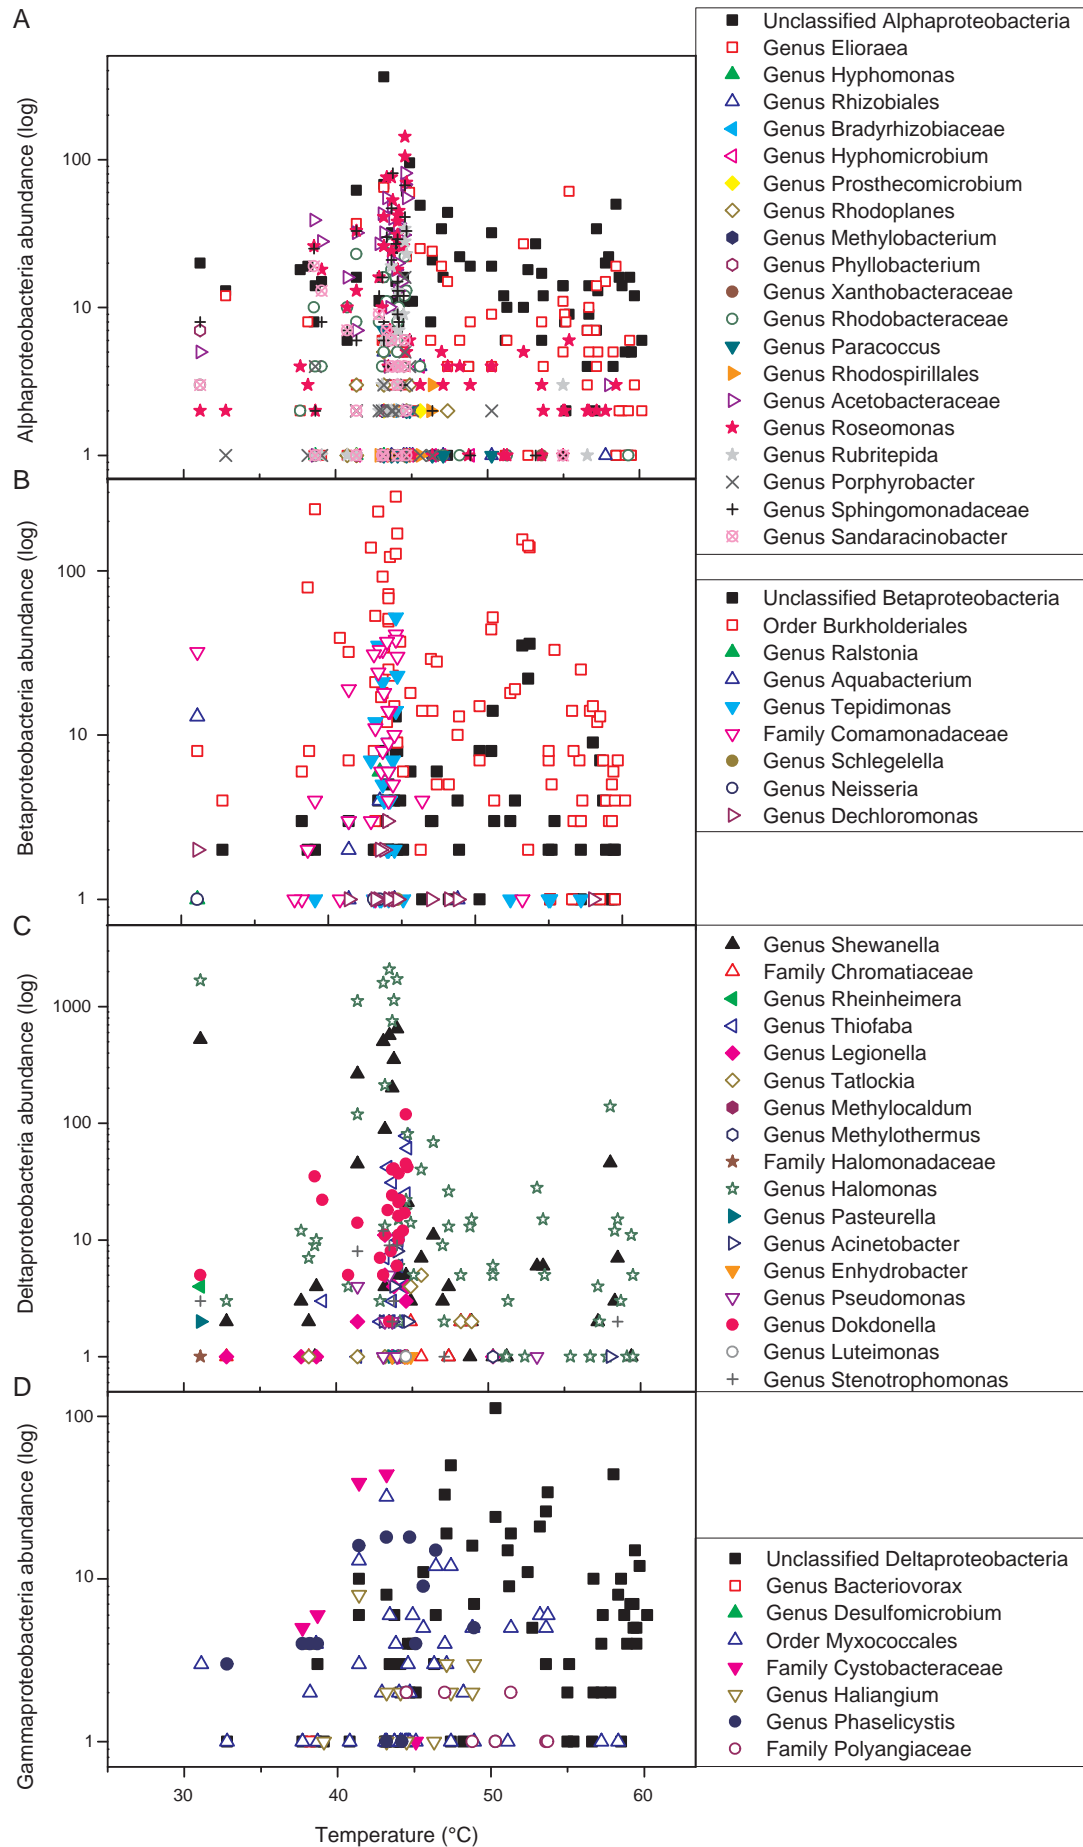 A
Alphaproteobacteria abundance (log)
100
10
1
Unclassified Alphaproteobacteria
Genus Elioraea
Genus Hyphomonas
Genus Rhizobiales
Genus Bradyrhizobiaceae
Genus Hyphomicrobium
Genus Prosthecomicrobium
Genus Rhodoplanes
Genus Methylobacterium
Genus Phyllobacterium
Genus Xanthobacteraceae
Genus Rhodobacteraceae
Genus Paracoccus
Genus Rhodospirillales
Genus Acetobacteraceae
Genus Roseomonas
Genus Rubritepida
Genus Porphyrobacter
Genus Sphingomonadaceae
Genus Sandaracinobacter
B
Betaproteobacteria abundance (log)
100
10
1
Unclassified Betaproteobacteria
Order Burkholderiales
Genus Ralstonia
Genus Aquabacterium
Genus Tepidimonas
Family Comamonadaceae
Genus Schlegelella
Genus Neisseria
Genus Dechloromonas
C
Deltaproteobacteria abundance (log)
1000
100
10
1
Genus Shewanella
Family Chromatiaceae
Genus Rheinheimera
Genus Thiofaba
Genus Legionella
Genus Tatlockia
Genus Methylocaldum
Genus Methylothermus
Family Halomonadaceae
Genus Halomonas
Genus Pasteurella
Genus Acinetobacter
Genus Enhydrobacter
Genus Pseudomonas
Genus Dokdonella
Genus Luteimonas
Genus Stenotrophomonas
D
Gammaproteobacteria abundance (log)
100
10
1
Unclassified Deltaproteobacteria
Genus Bacteriovorax
Genus Desulfomicrobium
Order Myxococcales
Family Cystobacteraceae
Genus Haliangium
Genus Phaselicystis
Family Polyangiaceae
30 40 50 60
Temperature (°C)